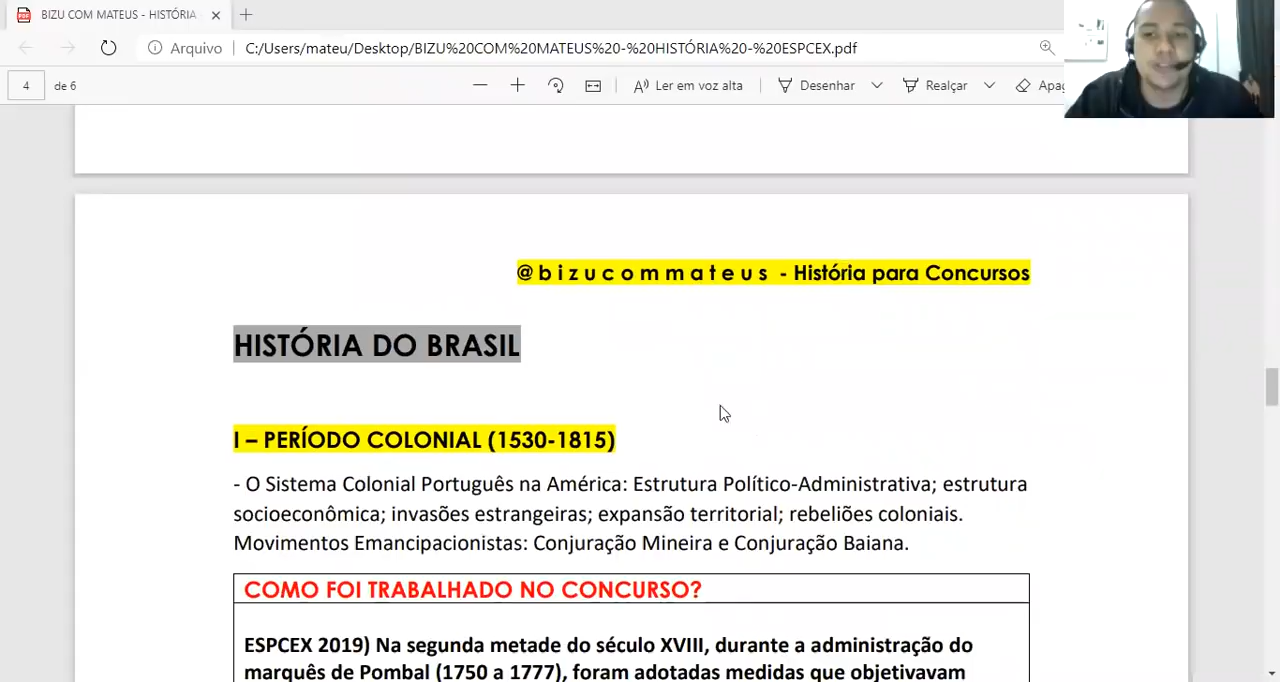 BIZU COM MATEUS - HISTÓRIA
Arquivo
C:/Users/mateu/Desktop/BIZU%20COM%20MATEUS%20-%20HISTÓRIA%20-%20ESPCEX.pdf
4 de 6
Ler em voz alta
Desenhar
Realçar
Apag
@bizucommateus - História para Concursos
HISTÓRIA DO BRASIL
I – PERÍODO COLONIAL (1530-1815)
- O Sistema Colonial Português na América: Estrutura Político-Administrativa; estrutura
socioeconômica; invasões estrangeiras; expansão territorial; rebeliões coloniais.
Movimentos Emancipacionistas: Conjuração Mineira e Conjuração Baiana.
COMO FOI TRABALHADO NO CONCURSO?
ESPCEX 2019) Na segunda metade do século XVIII, durante a administração do
marquês de Pombal (1750 a 1777), foram adotadas medidas que objetivavam